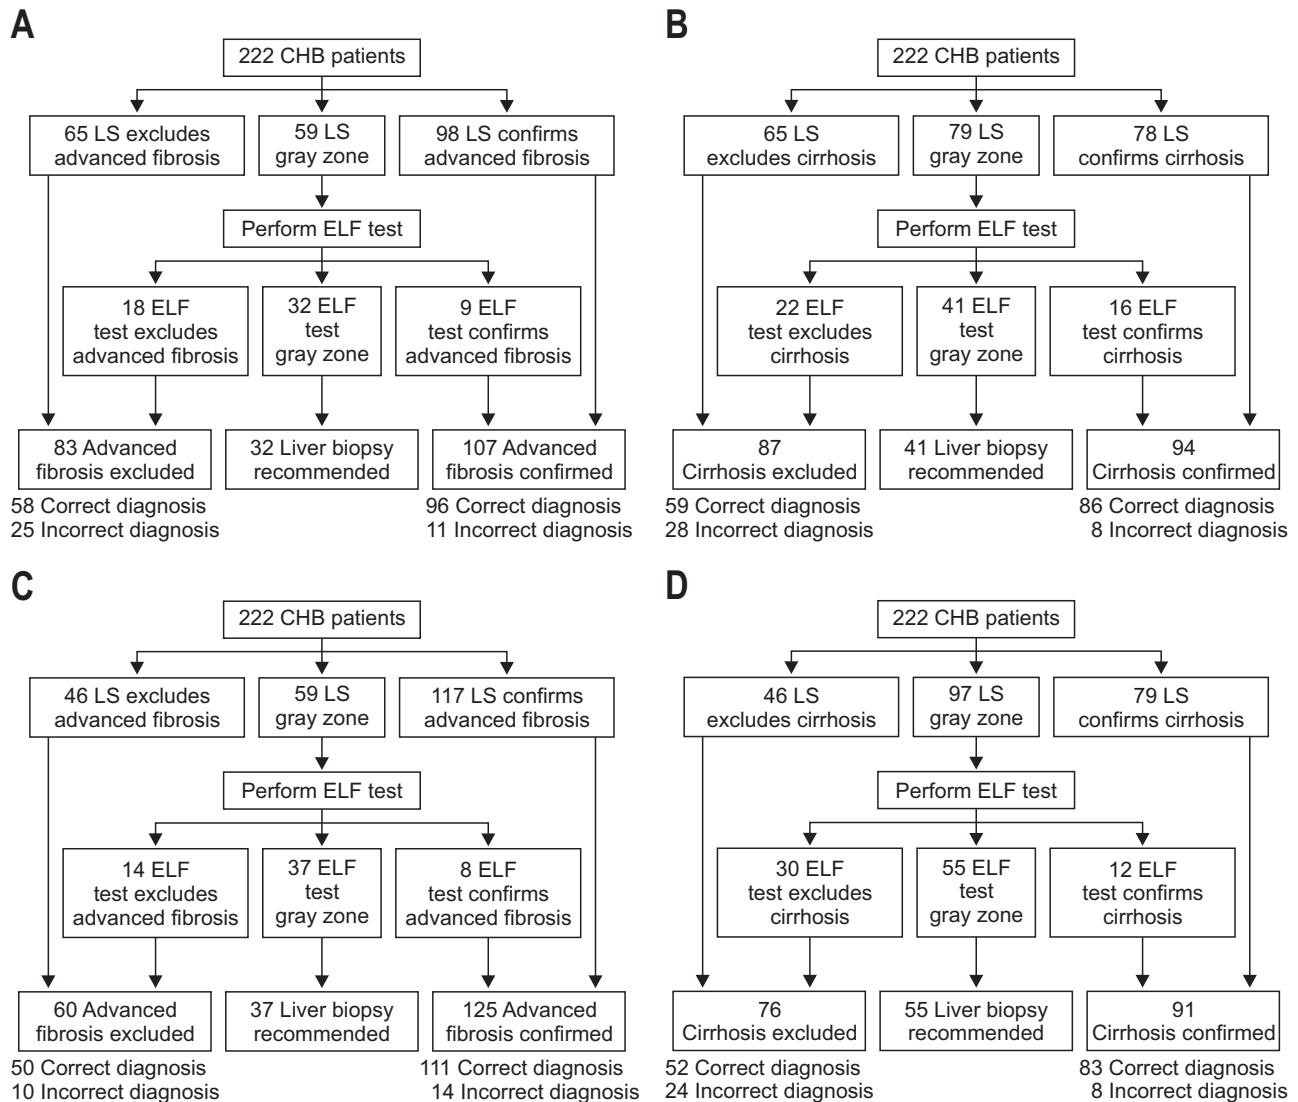 A
222 CHB patients
65 LS excludes
advanced fibrosis
59 LS
gray zone
98 LS confirms
advanced fibrosis
Perform ELF test
18 ELF
test excludes
advanced fibrosis
32 ELF
test
gray zone
9 ELF
test confirms
advanced fibrosis
83 Advanced
fibrosis excluded
32 Liver biopsy
recommended
107 Advanced
fibrosis confirmed
58 Correct diagnosis
25 Incorrect diagnosis
96 Correct diagnosis
11 Incorrect diagnosis
B
222 CHB patients
65 LS
excludes cirrhosis
79 LS
gray zone
78 LS
confirms cirrhosis
Perform ELF test
22 ELF
test excludes
cirrhosis
41 ELF
test
gray zone
16 ELF
test confirms
cirrhosis
87
Cirrhosis excluded
41 Liver biopsy
recommended
94
Cirrhosis confirmed
59 Correct diagnosis
28 Incorrect diagnosis
86 Correct diagnosis
8 Incorrect diagnosis
C
222 CHB patients
46 LS excludes
advanced fibrosis
59 LS
gray zone
117 LS confirms
advanced fibrosis
Perform ELF test
14 ELF
test excludes
advanced fibrosis
37 ELF
test
gray zone
8 ELF
test confirms
advanced fibrosis
60 Advanced
fibrosis excluded
37 Liver biopsy
recommended
125 Advanced
fibrosis confirmed
50 Correct diagnosis
10 Incorrect diagnosis
111 Correct diagnosis
14 Incorrect diagnosis
D
222 CHB patients
46 LS
excludes cirrhosis
97 LS
gray zone
79 LS
confirms cirrhosis
Perform ELF test
30 ELF
test excludes
cirrhosis
55 ELF
test
gray zone
12 ELF
test confirms
cirrhosis
76
Cirrhosis excluded
55 Liver biopsy
recommended
91
Cirrhosis confirmed
52 Correct diagnosis
24 Incorrect diagnosis
83 Correct diagnosis
8 Incorrect diagnosis